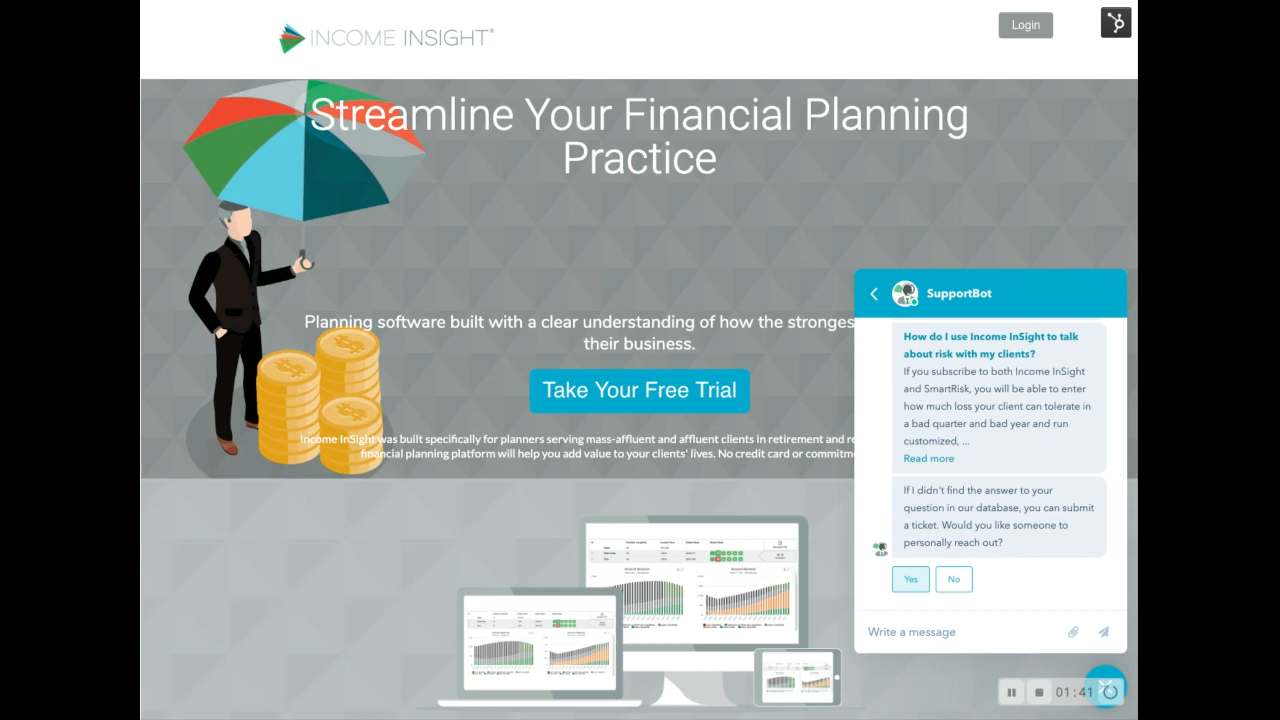 INCOME INSIGHT®
Login
Streamline Your Financial Planning
Practice
Planning software built with a clear understanding of how the stronges
their business.
Take Your Free Trial
Income InSight was built specifically for planners serving mass-affluent and affluent clients in retirement and re
financial planning platform will help you add value to your clients' lives. No credit card or commitm
SupportBot
How do I use Income InSight to talk
about risk with my clients?
If you subscribe to both Income InSight
and SmartRisk, you will be able to enter
how much loss your client can tolerate in
a bad quarter and bad year and run
customized, ...
Read more
If I didn't find the answer to your
question in our database, you can submit
a ticket. Would you like someone to
personally reach out?
Yes
No
Write a message
01:41
Account Balances
Account Balances